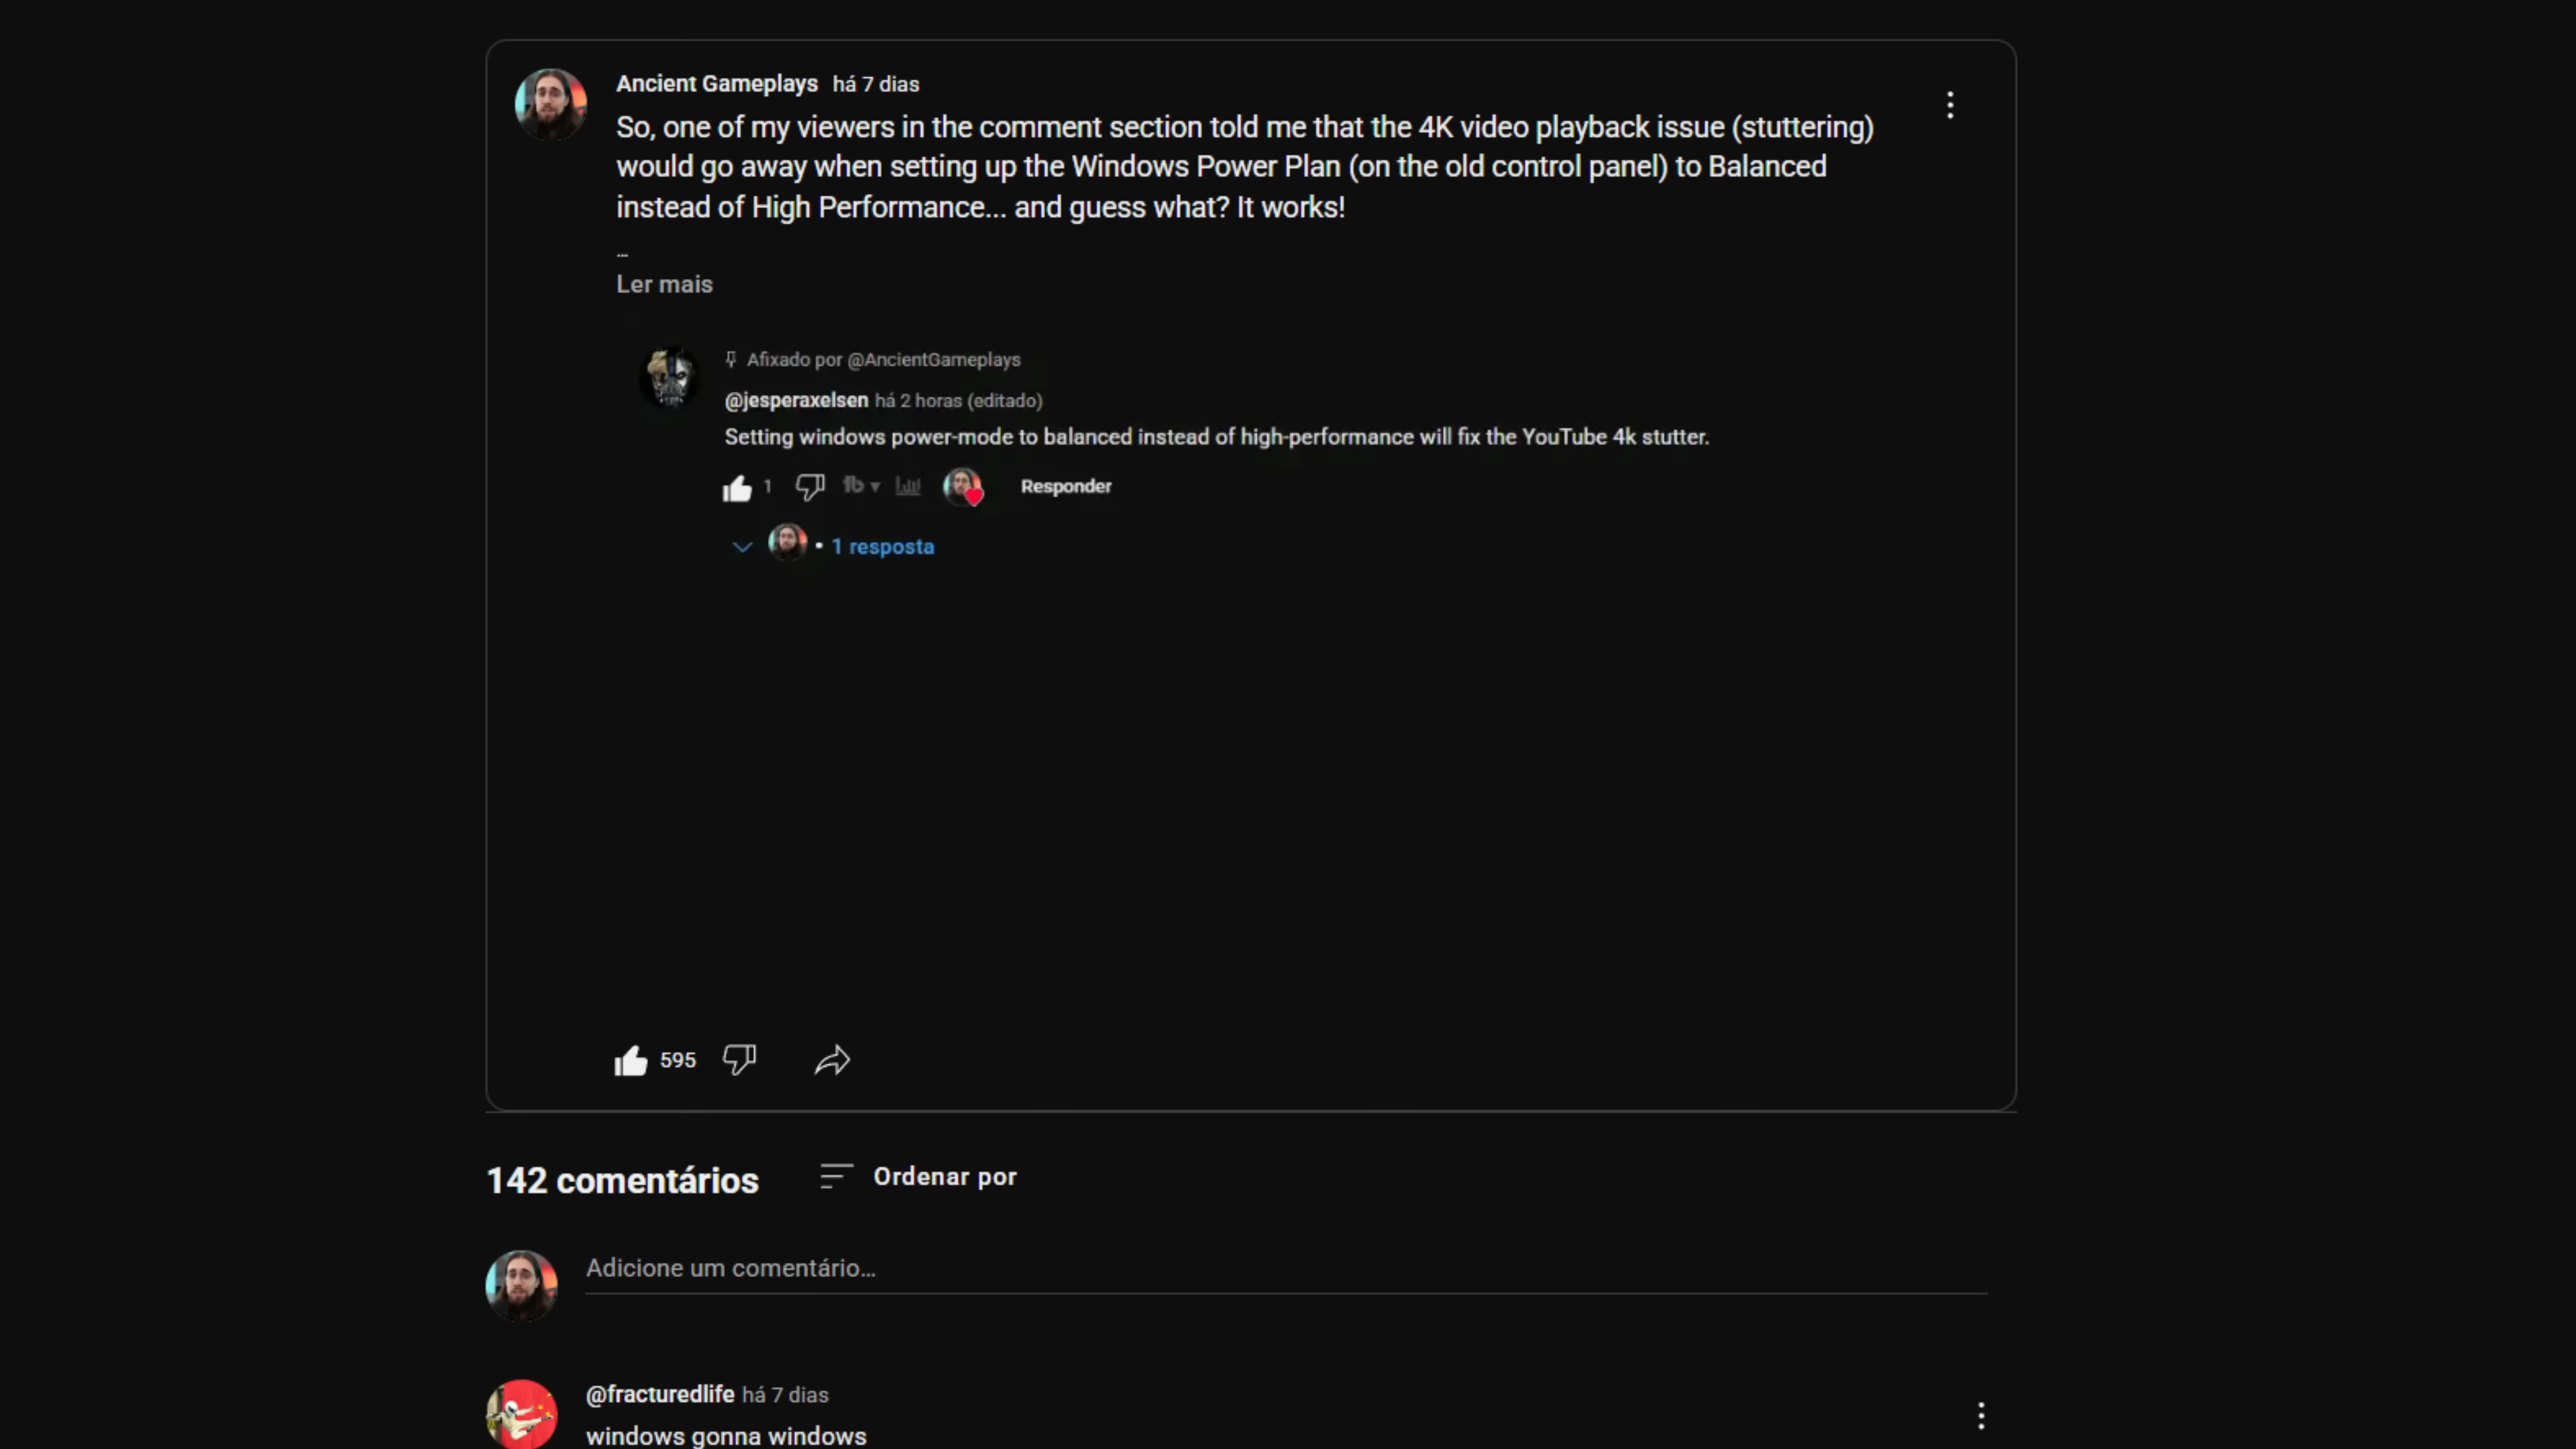 Ancient Gameplays há 7 dias
So, one of my viewers in the comment section told me that the 4K video playback issue (stuttering)
would go away when setting up the Windows Power Plan (on the old control panel) to Balanced
instead of High Performance... and guess what? It works!
...
Ler mais
Afixado por @AncientGameplays
@jesperaxelsen há 2 horas (editado)
Setting windows power-mode to balanced instead of high-performance will fix the YouTube 4k stutter.
1 Responder
• 1 resposta
595
142 comentários Ordenar por
Adicione um comentário...
@fracturedlife há 7 dias
windows gonna windows